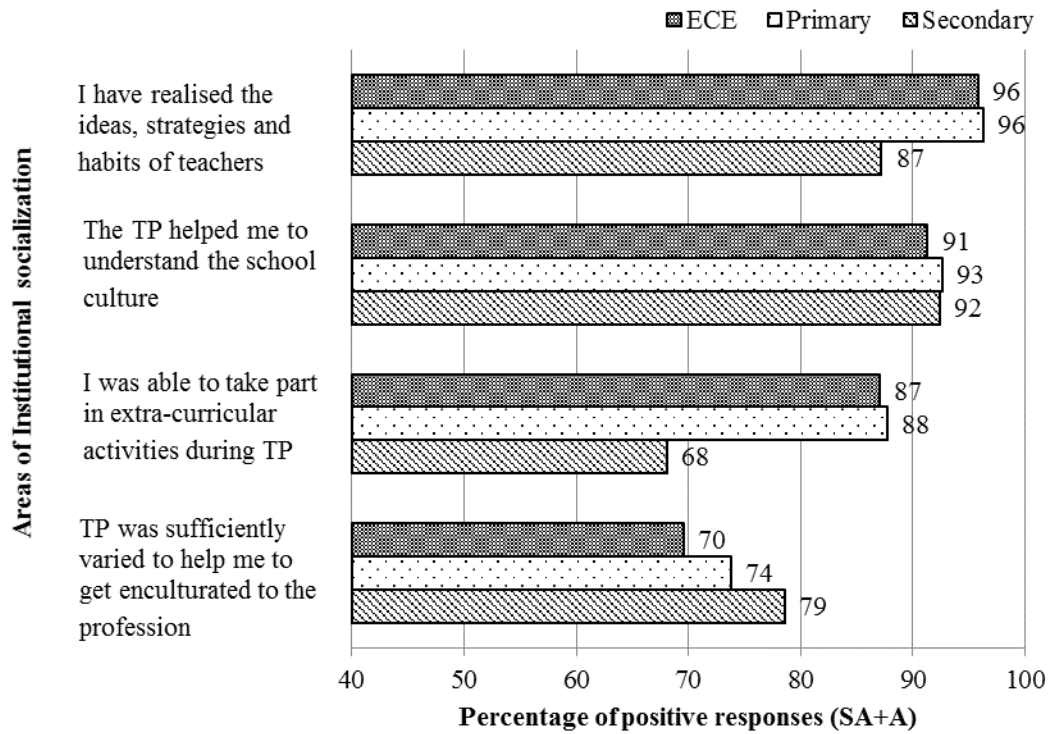 ECE Primary Secondary
Areas of Institutional socialization
I have realised the
ideas, strategies and
habits of teachers
96
96
87
The TP helped me to
understand the school
culture
91
93
92
I was able to take part
in extra-curricular
activities during TP
87
88
68
TP was sufficiently
varied to help me to
get enculturated to the
profession
70
74
79
40 50 60 70 80 90 100
Percentage of positive responses (SA+A)